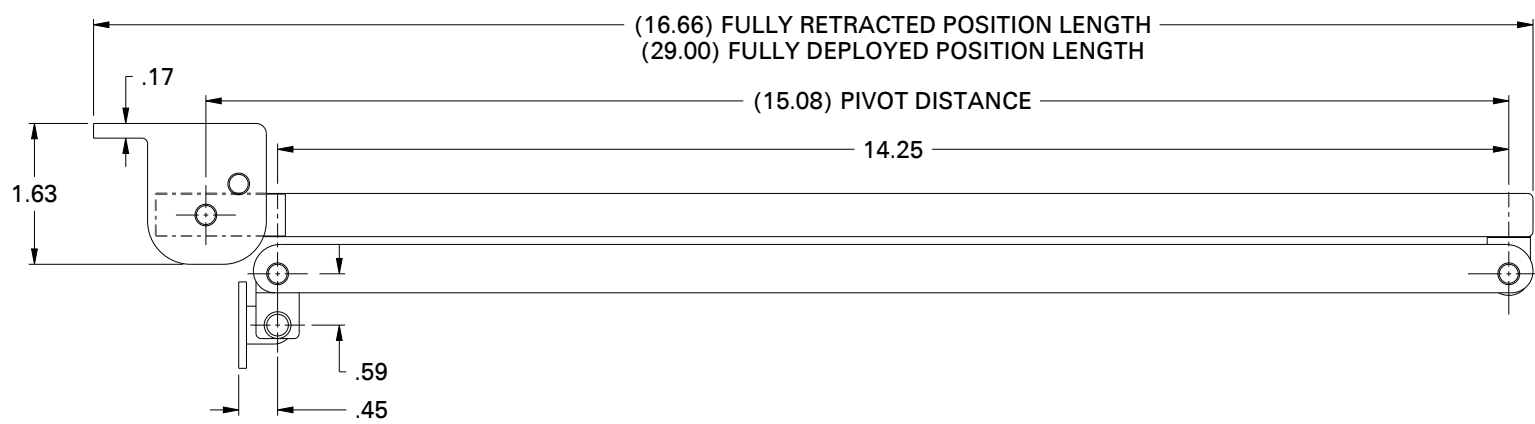 (16.66) FULLY RETRACTED POSITION LENGTH
(29.00) FULLY DEPLOYED POSITION LENGTH
.17
(15.08) PIVOT DISTANCE
14.25
1.63
.59
.45